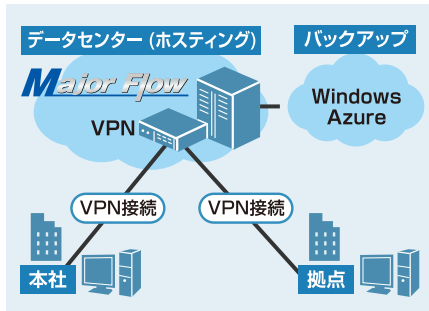 データセンター(ホスティング)
バックアップ
Major Flow
Windows
Azure
VPN
VPN接続
VPN接続
本社
拠点